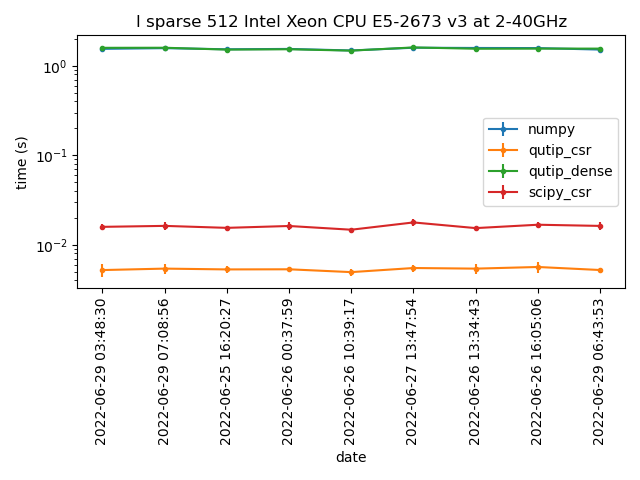 l sparse 512 Intel Xeon CPU E5-2673 v3 at 2-40GHz
time (s)
10⁰
10⁻¹
10⁻²
numpy
qutip_csr
qutip_dense
scipy_csr
2022-06-29 03:48:30
2022-06-29 07:08:56
2022-06-25 16:20:27
2022-06-26 00:37:59
2022-06-26 10:39:17
2022-06-27 13:47:54
2022-06-26 13:34:43
2022-06-26 16:05:06
2022-06-29 06:43:53
date